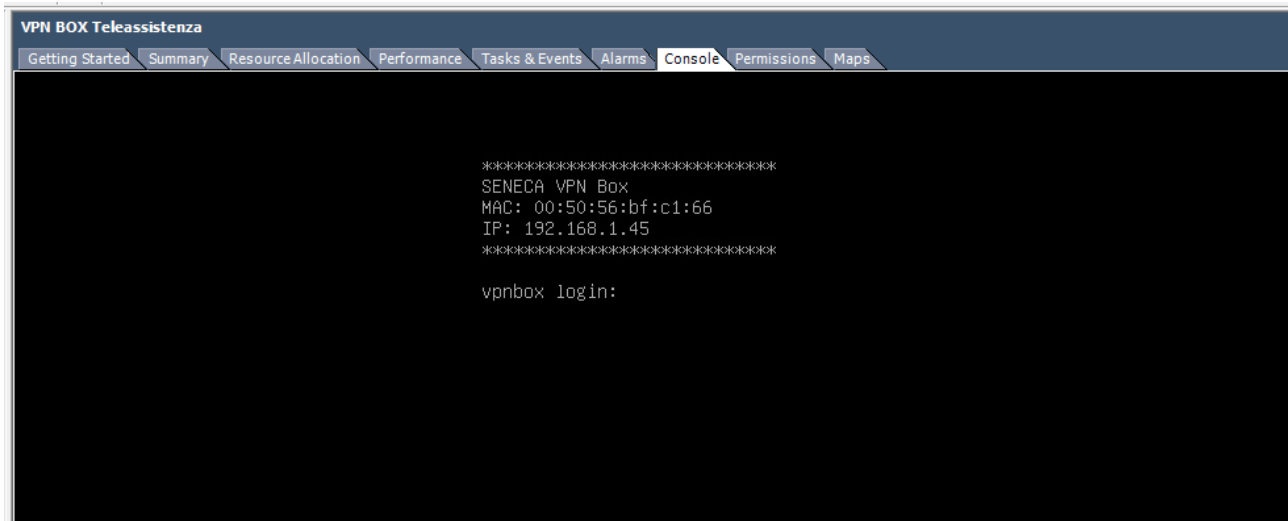 VPN BOX Teleassistenza
Getting Started Summary Resource Allocation Performance Tasks & Events Alarms Console Permissions Maps
****************************
SENECA VPN Box
MAC: 00:50:56:bf:c1:66
IP: 192.168.1.45
****************************
vpnbox login: